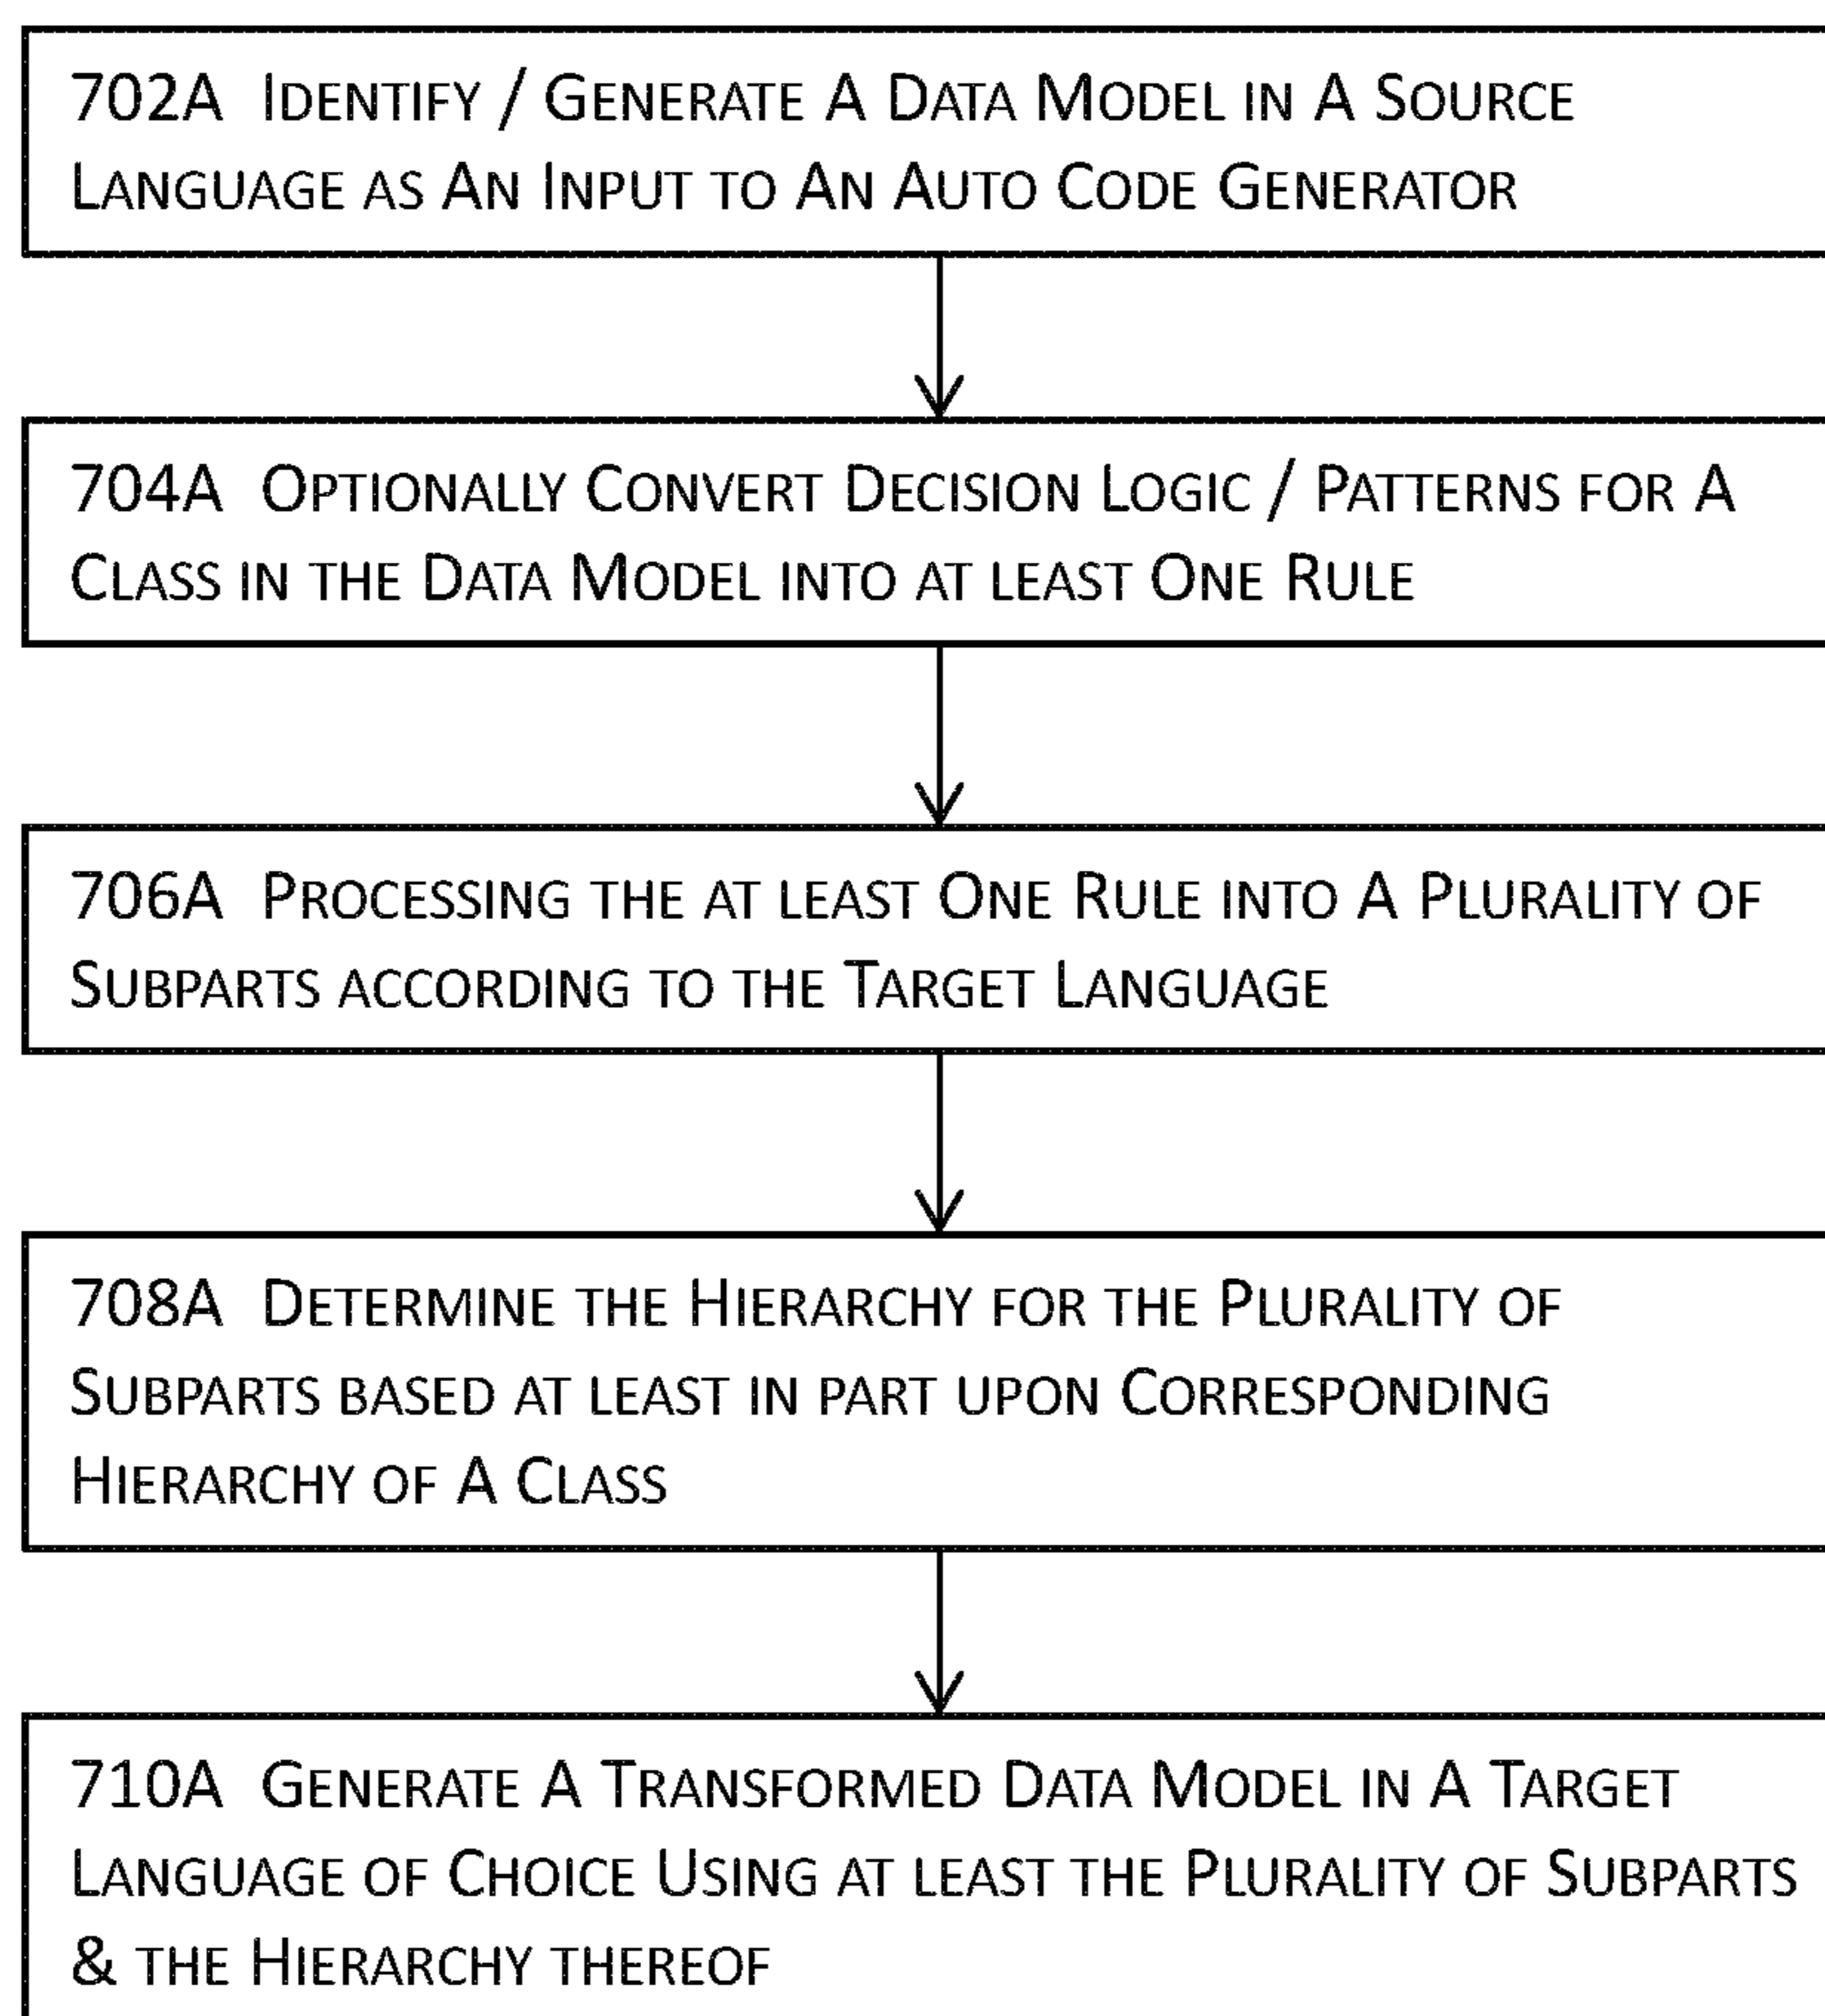 702A Identify / Generate A Data Model in A Source
Language as An Input to An Auto Code Generator
704A Optionally Convert Decision Logic / Patterns for A
Class in the Data Model into at least One Rule
706A Processing the at least One Rule into A Plurality of
Subparts according to the Target Language
708A Determine the Hierarchy for the Plurality of
Subparts based at least in part upon Corresponding
Hierarchy of A Class
710A Generate A Transformed Data Model in A Target
Language of Choice Using at least the Plurality of Subparts
& the Hierarchy thereof